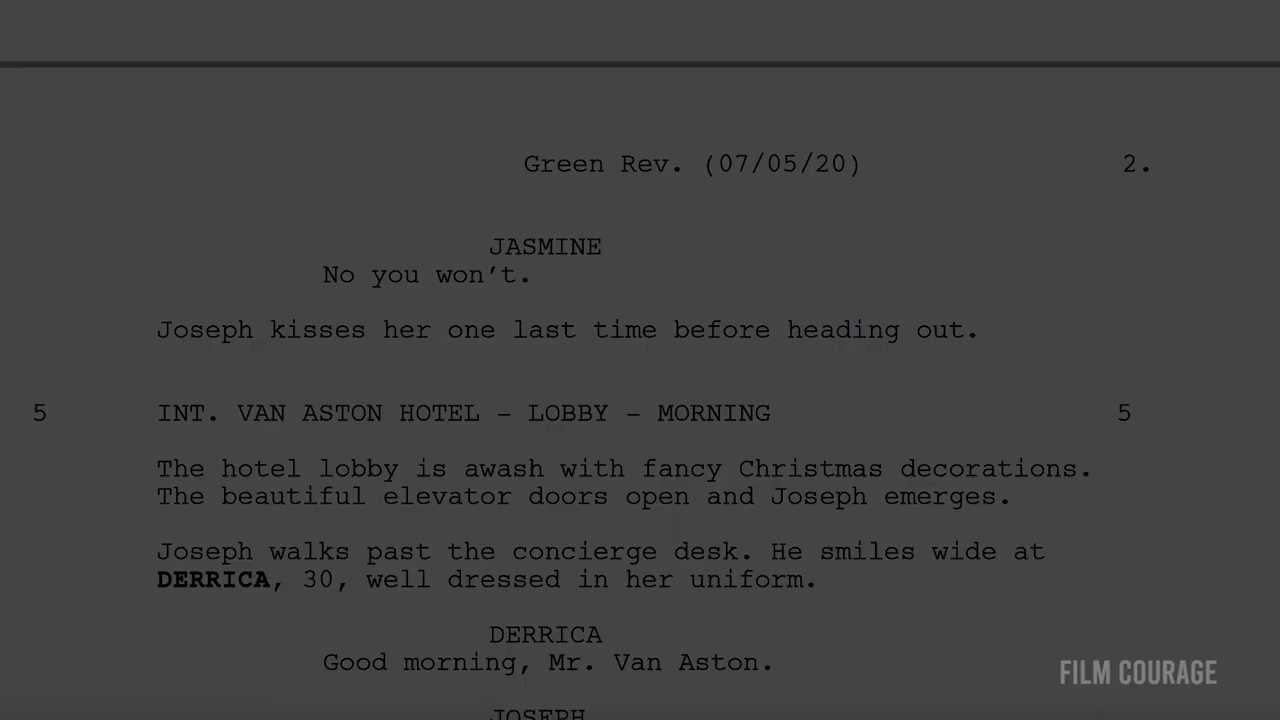 Green Rev. (07/05/20) 2.
JASMINE
No you won't.
Joseph kisses her one last time before heading out.
5 INT. VAN ASTON HOTEL – LOBBY – MORNING 5
The hotel lobby is awash with fancy Christmas decorations.
The beautiful elevator doors open and Joseph emerges.
Joseph walks past the concierge desk. He smiles wide at
DERRICA, 30, well dressed in her uniform.
DERRICA
Good morning, Mr. Van Aston.
JOSEPH
FILM COURAGE